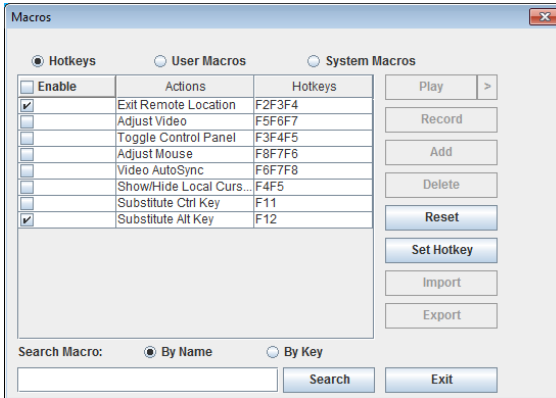 Macros
Hotkeys User Macros System Macros
Enable Actions Hotkeys Play >
Exit Remote Location F2F3F4
Adjust Video F5F6F7 Record
Toggle Control Panel F3F4F5
Adjust Mouse F8F7F6 Add
Video AutoSync F6F7F8
Show/Hide Local Curs... F4F5 Delete
Substitute Ctrl Key F11
Substitute Alt Key F12 Reset
Set Hotkey
Import
Export
Search Macro: By Name By Key
Search Exit